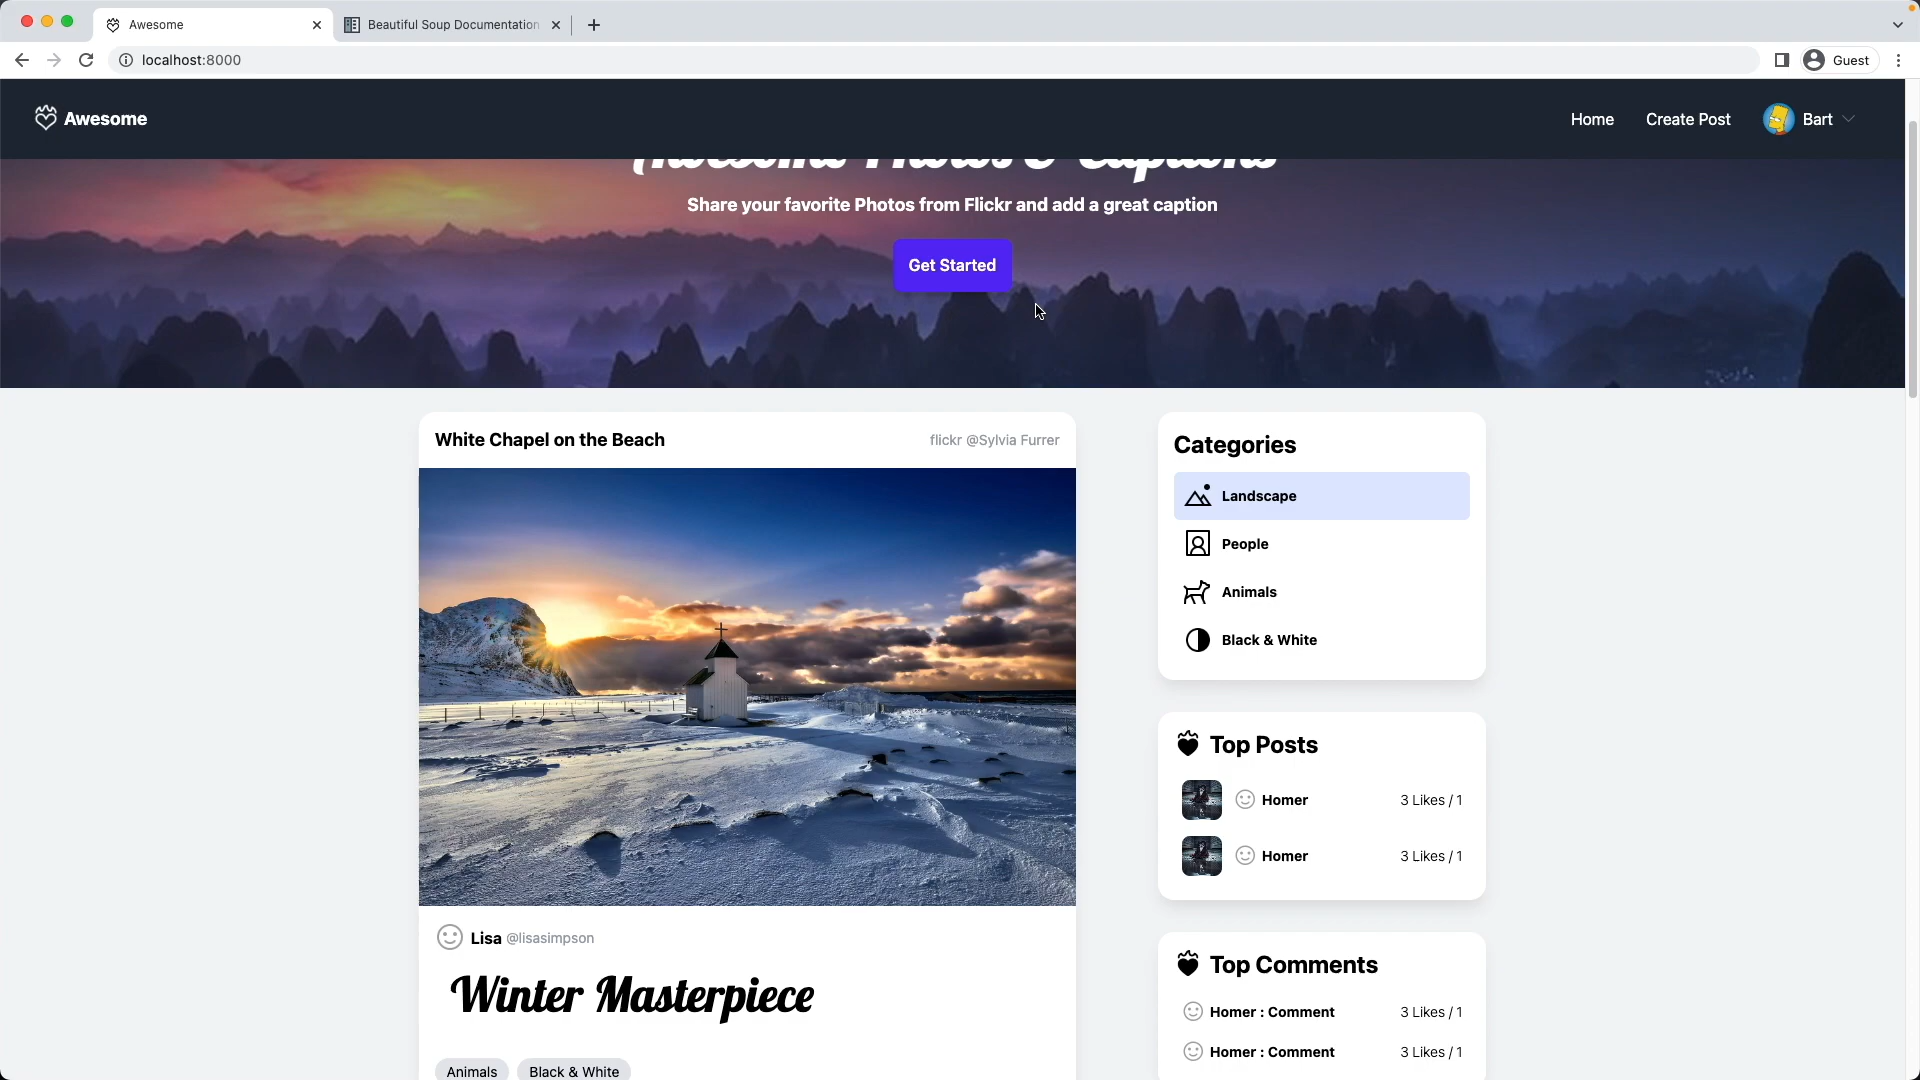 Awesome
Beautiful Soup Documentation
localhost:8000
Guest
Awesome
Home
Create Post
Bart
Awesome Photos & Captions
Share your favorite Photos from Flickr and add a great caption
Get Started
White Chapel on the Beach
flickr @Sylvia Furrer
Lisa @lisasimpson
Winter Masterpiece
Animals
Black & White
Categories
Landscape
People
Animals
Black & White
Top Posts
Homer 3 Likes / 1
Homer 3 Likes / 1
Top Comments
Homer : Comment 3 Likes / 1
Homer : Comment 3 Likes / 1